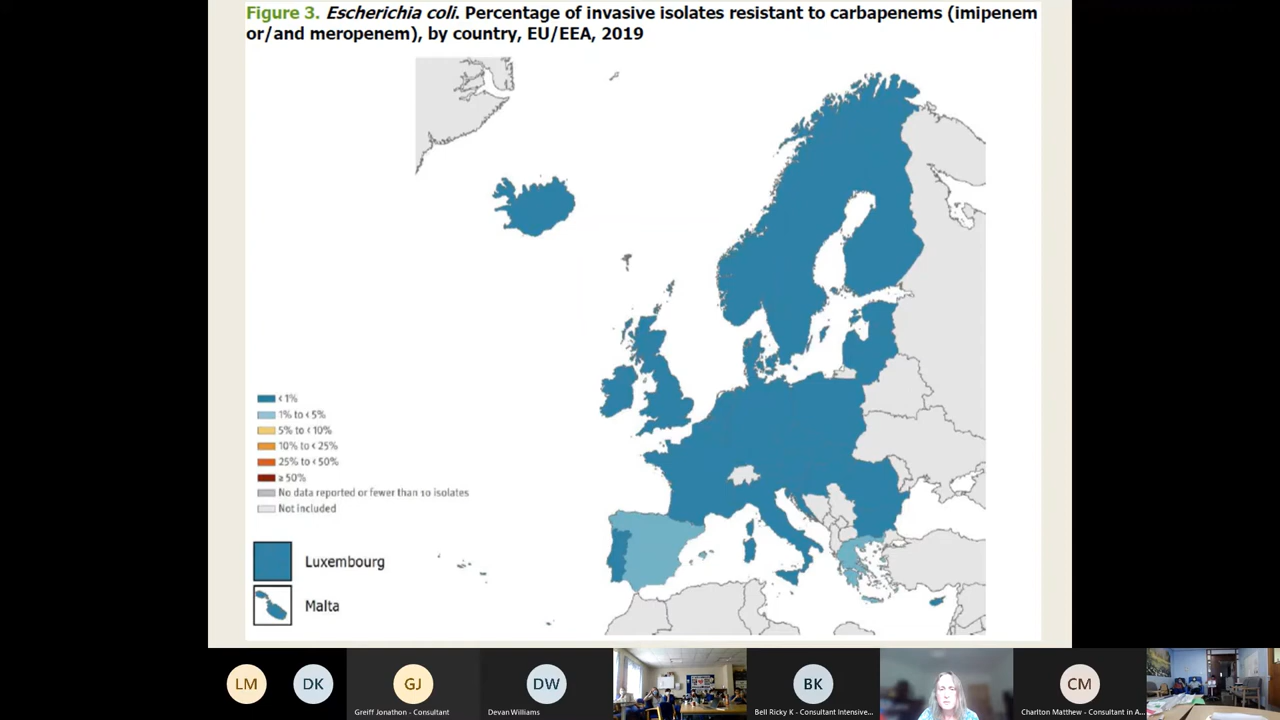 Figure 3. Escherichia coli. Percentage of invasive isolates resistant to carbapenems (imipenem
or/and meropenem), by country, EU/EEA, 2019
< 1%
1% to < 5%
5% to < 10%
10% to < 25%
25% to < 50%
≥ 50%
No data reported or fewer than 10 isolates
Not included
Luxembourg
Malta
LM
DK
GJ
DW
BK
CM
Greiff Jonathon - Consultant
Devan Williams
Bell Ricky K - Consultant Intensive...
Charlton Matthew - Consultant in A...